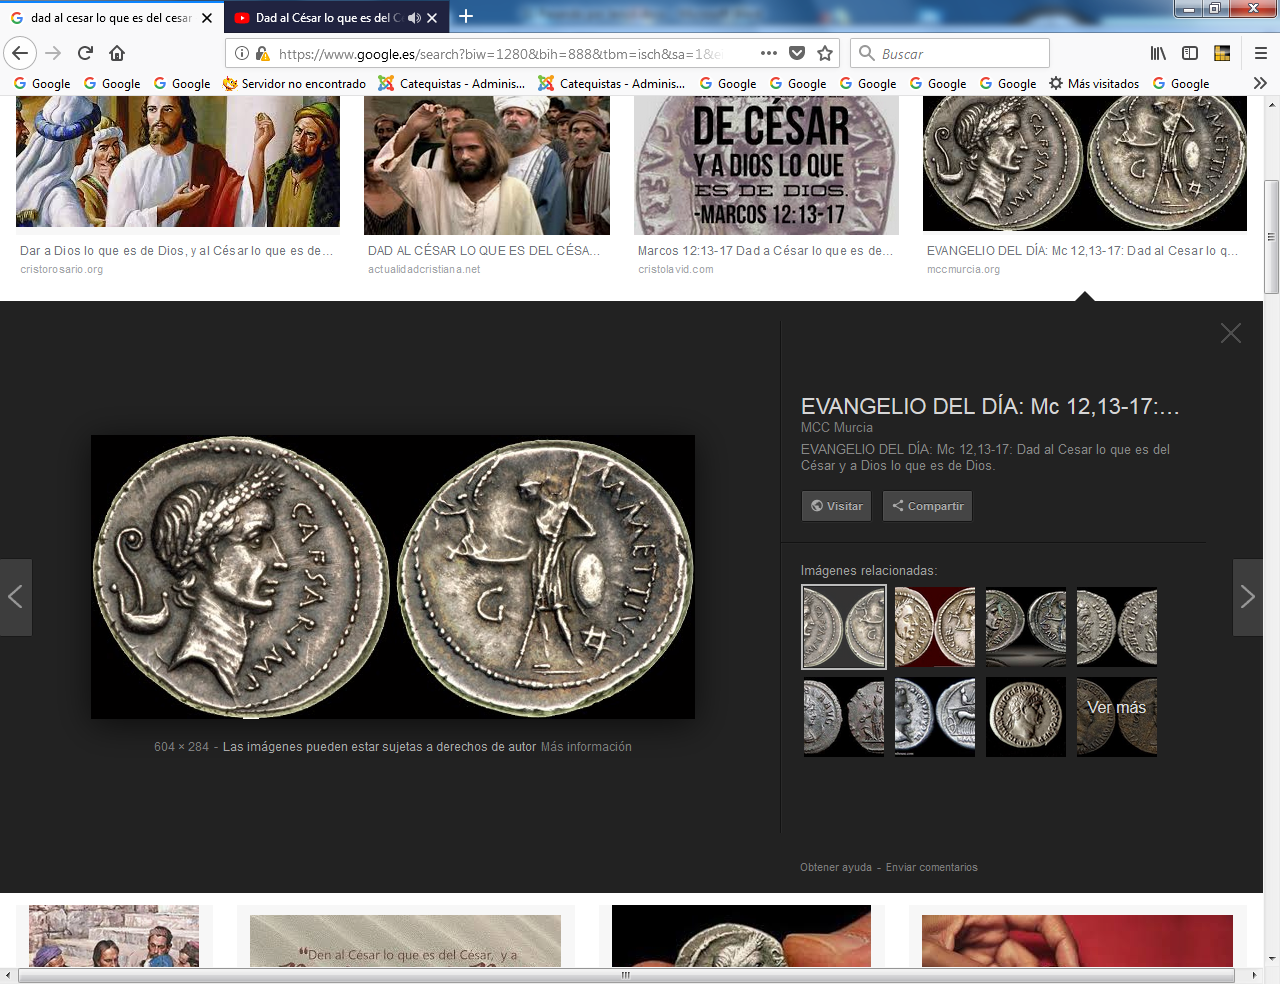 dad al cesar lo que es del cesar
Dad al César lo que es del C
https://www.google.es/search?biw=1280&bih=888&tbm=isch&sa=1&e
Buscar
Google
Google
Google
Servidor no encontrado
Catequistas - Adminis...
Catequistas - Adminis...
Google
Google
Google
Google
Google
Más visitados
Google
DE CÉSAR
Y A DIOS LO QUE
ES DE DIOS.
-MARCOS 12:13-17
CAESAR·IM
METTIV
G
Dar a Dios lo que es de Dios, y al César lo que es de...
cristorosario.org
DAD AL CÉSAR LO QUE ES DEL CÉSA...
actualidadcristiana.net
Marcos 12:13-17 Dad a César lo que es de...
cristolavid.com
EVANGELIO DEL DÍA: Mc 12,13-17: Dad al Cesar lo q...
mccmurcia.org
CAESAR·IM
G
M METTIV
604 × 284 - Las imágenes pueden estar sujetas a derechos de autor Más información
EVANGELIO DEL DÍA: Mc 12,13-17:...
MCC Murcia
EVANGELIO DEL DÍA: Mc 12,13-17: Dad al Cesar lo que es del
César y a Dios lo que es de Dios.
Visitar
Compartir
Imágenes relacionadas:
Ver más
Obtener ayuda - Enviar comentarios
"Den al César lo que es del César, y a